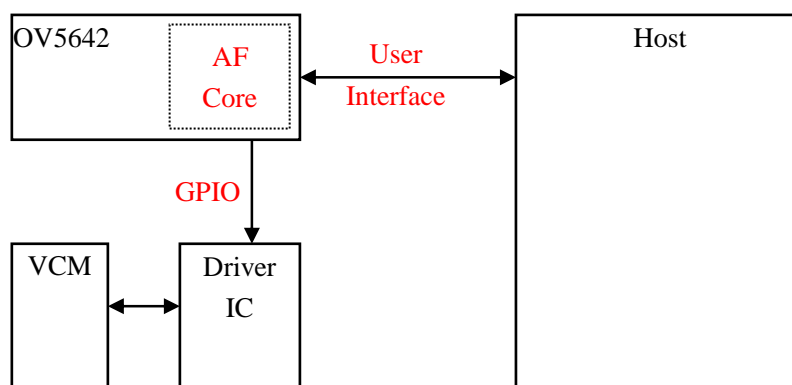 OV5642
AF
Core
User
Interface
Host
GPIO
VCM
Driver
IC